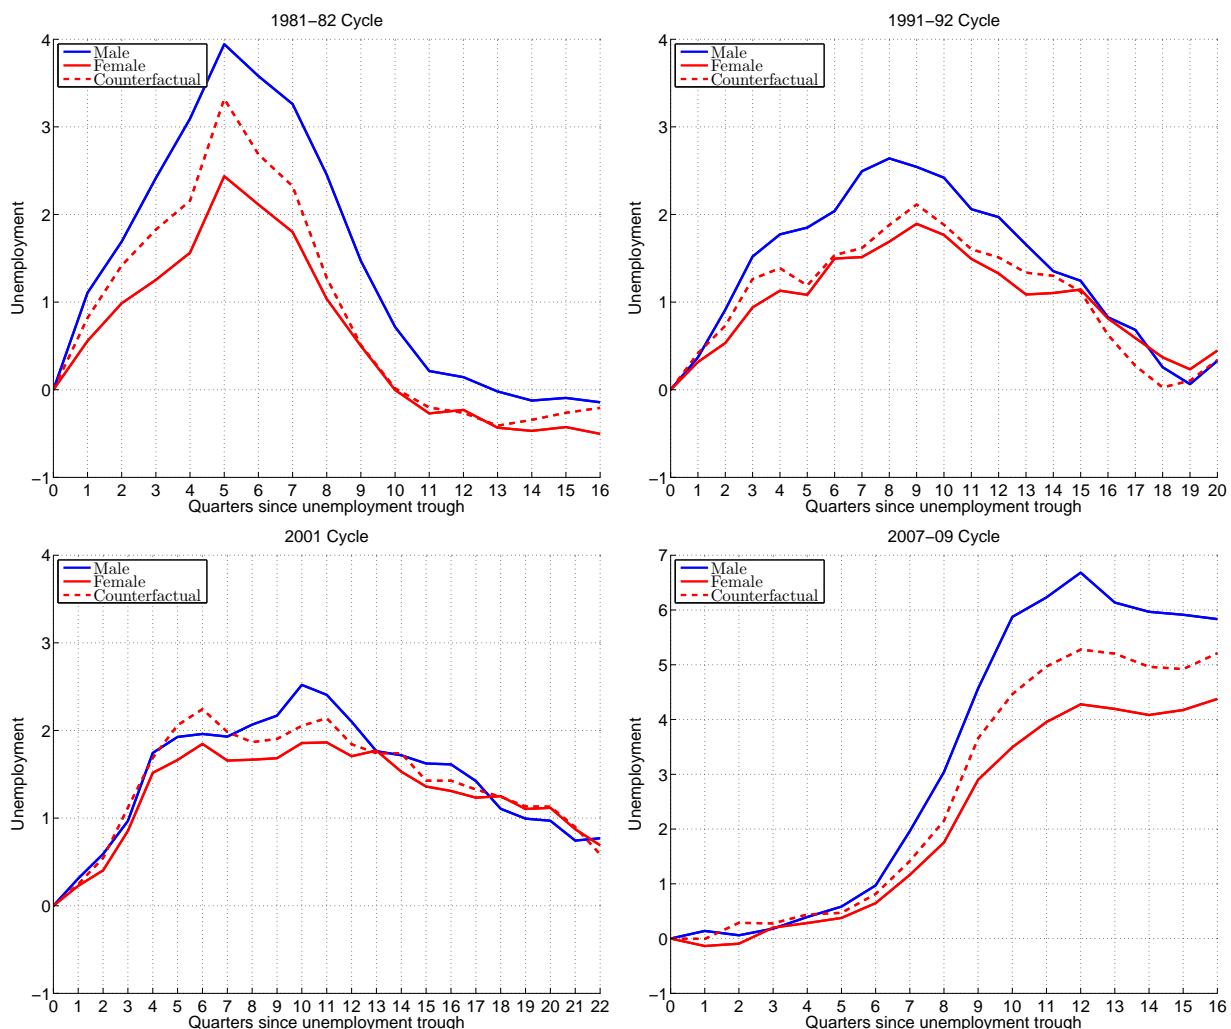 1981−82 Cycle
Male
Female
Counterfactual
Unemployment
4
3
2
1
0
−1
0 1 2 3 4 5 6 7 8 9 10 11 12 13 14 15 16
Quarters since unemployment trough
1991−92 Cycle
Male
Female
Counterfactual
Unemployment
4
3
2
1
0
−1
0 1 2 3 4 5 6 7 8 9 10 11 12 13 14 15 16 17 18 19 20
Quarters since unemployment trough
2001 Cycle
Male
Female
Counterfactual
Unemployment
4
3
2
1
0
−1
0 1 2 3 4 5 6 7 8 9 10 11 12 13 14 15 16 17 18 19 20 21 22
Quarters since unemployment trough
2007−09 Cycle
Male
Female
Counterfactual
Unemployment
7
6
5
4
3
2
1
0
−1
0 1 2 3 4 5 6 7 8 9 10 11 12 13 14 15 16
Quarters since unemployment trough